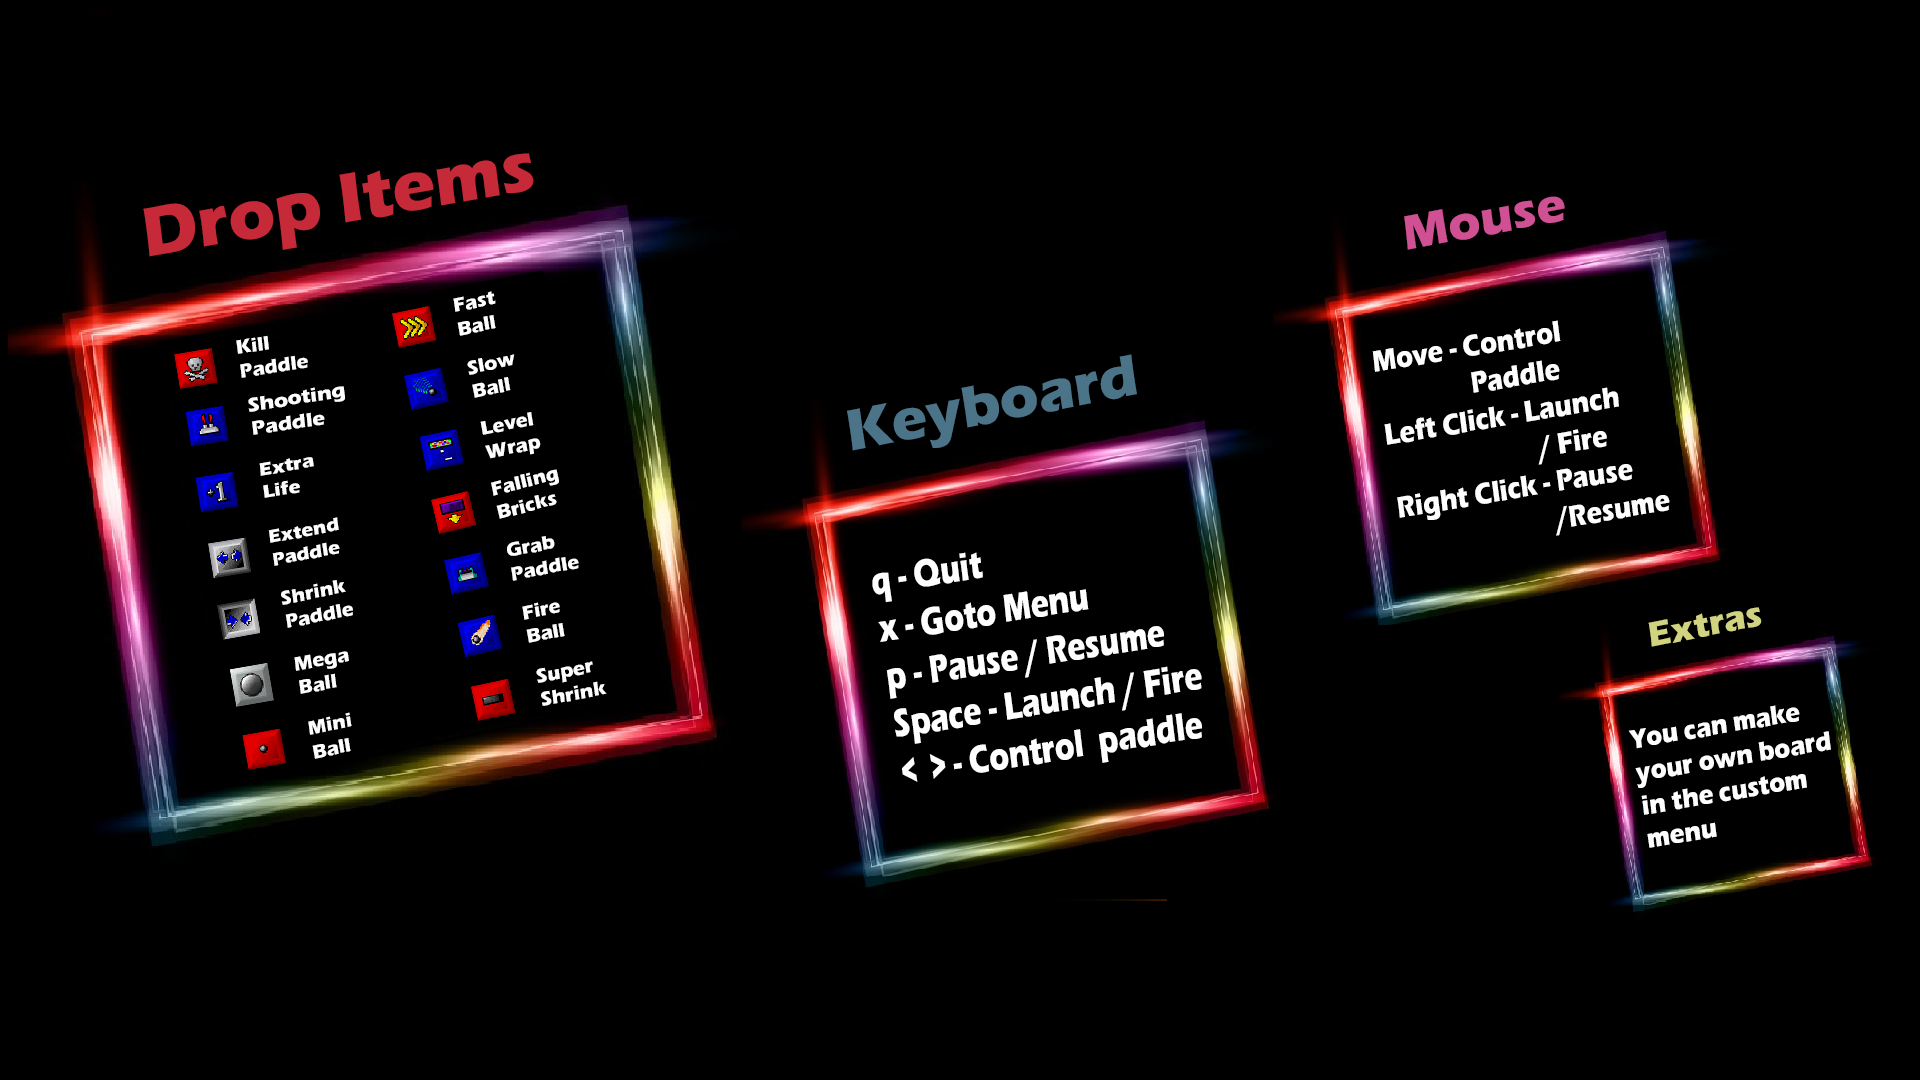 Drop Items
Kill
Paddle
Shooting
Paddle
+1
Extra
Life
Extend
Paddle
Shrink
Paddle
Mega
Ball
Mini
Ball
Fast
Ball
Slow
Ball
Level
Wrap
Falling
Bricks
Grab
Paddle
Fire
Ball
Super
Shrink
Keyboard
q - Quit
x - Goto Menu
p - Pause / Resume
Space - Launch / Fire
< > - Control paddle
Mouse
Move - Control
Paddle
Left Click - Launch
/ Fire
Right Click - Pause
/Resume
Extras
You can make
your own board
in the custom
menu